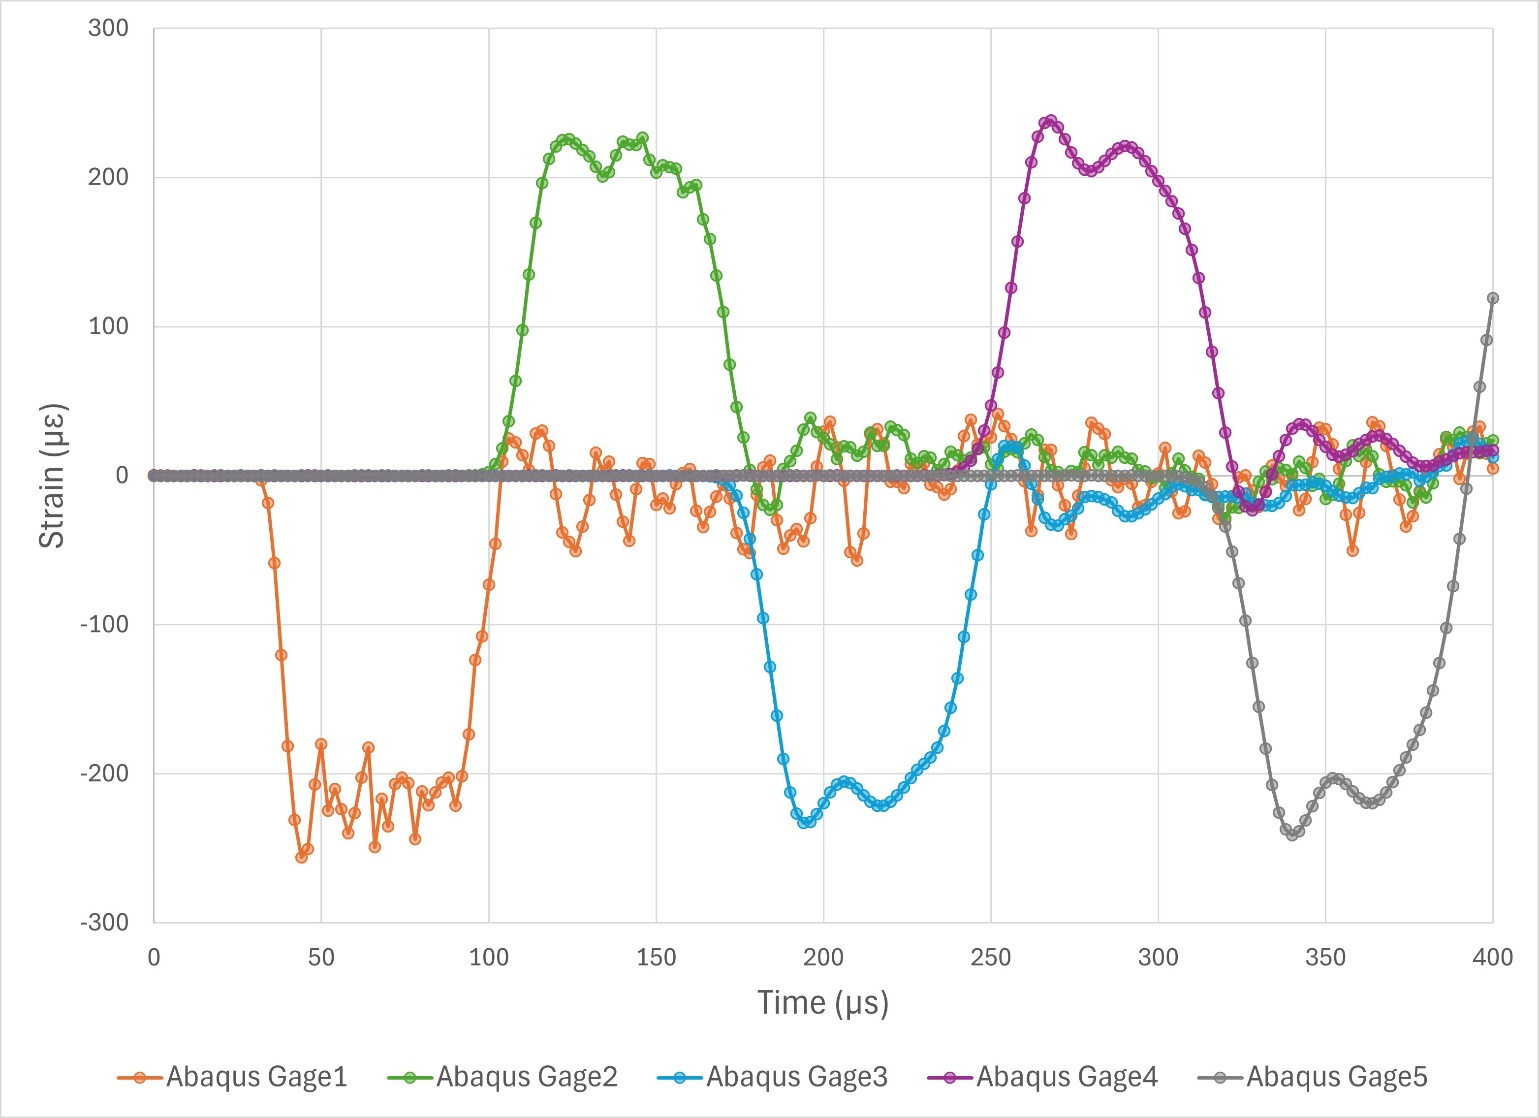 300
200
100
0
-100
-200
-300
Strain (με)
0 50 100 150 200 250 300 350 400
Time (μs)
Abaqus Gage1 Abaqus Gage2 Abaqus Gage3 Abaqus Gage4 Abaqus Gage5